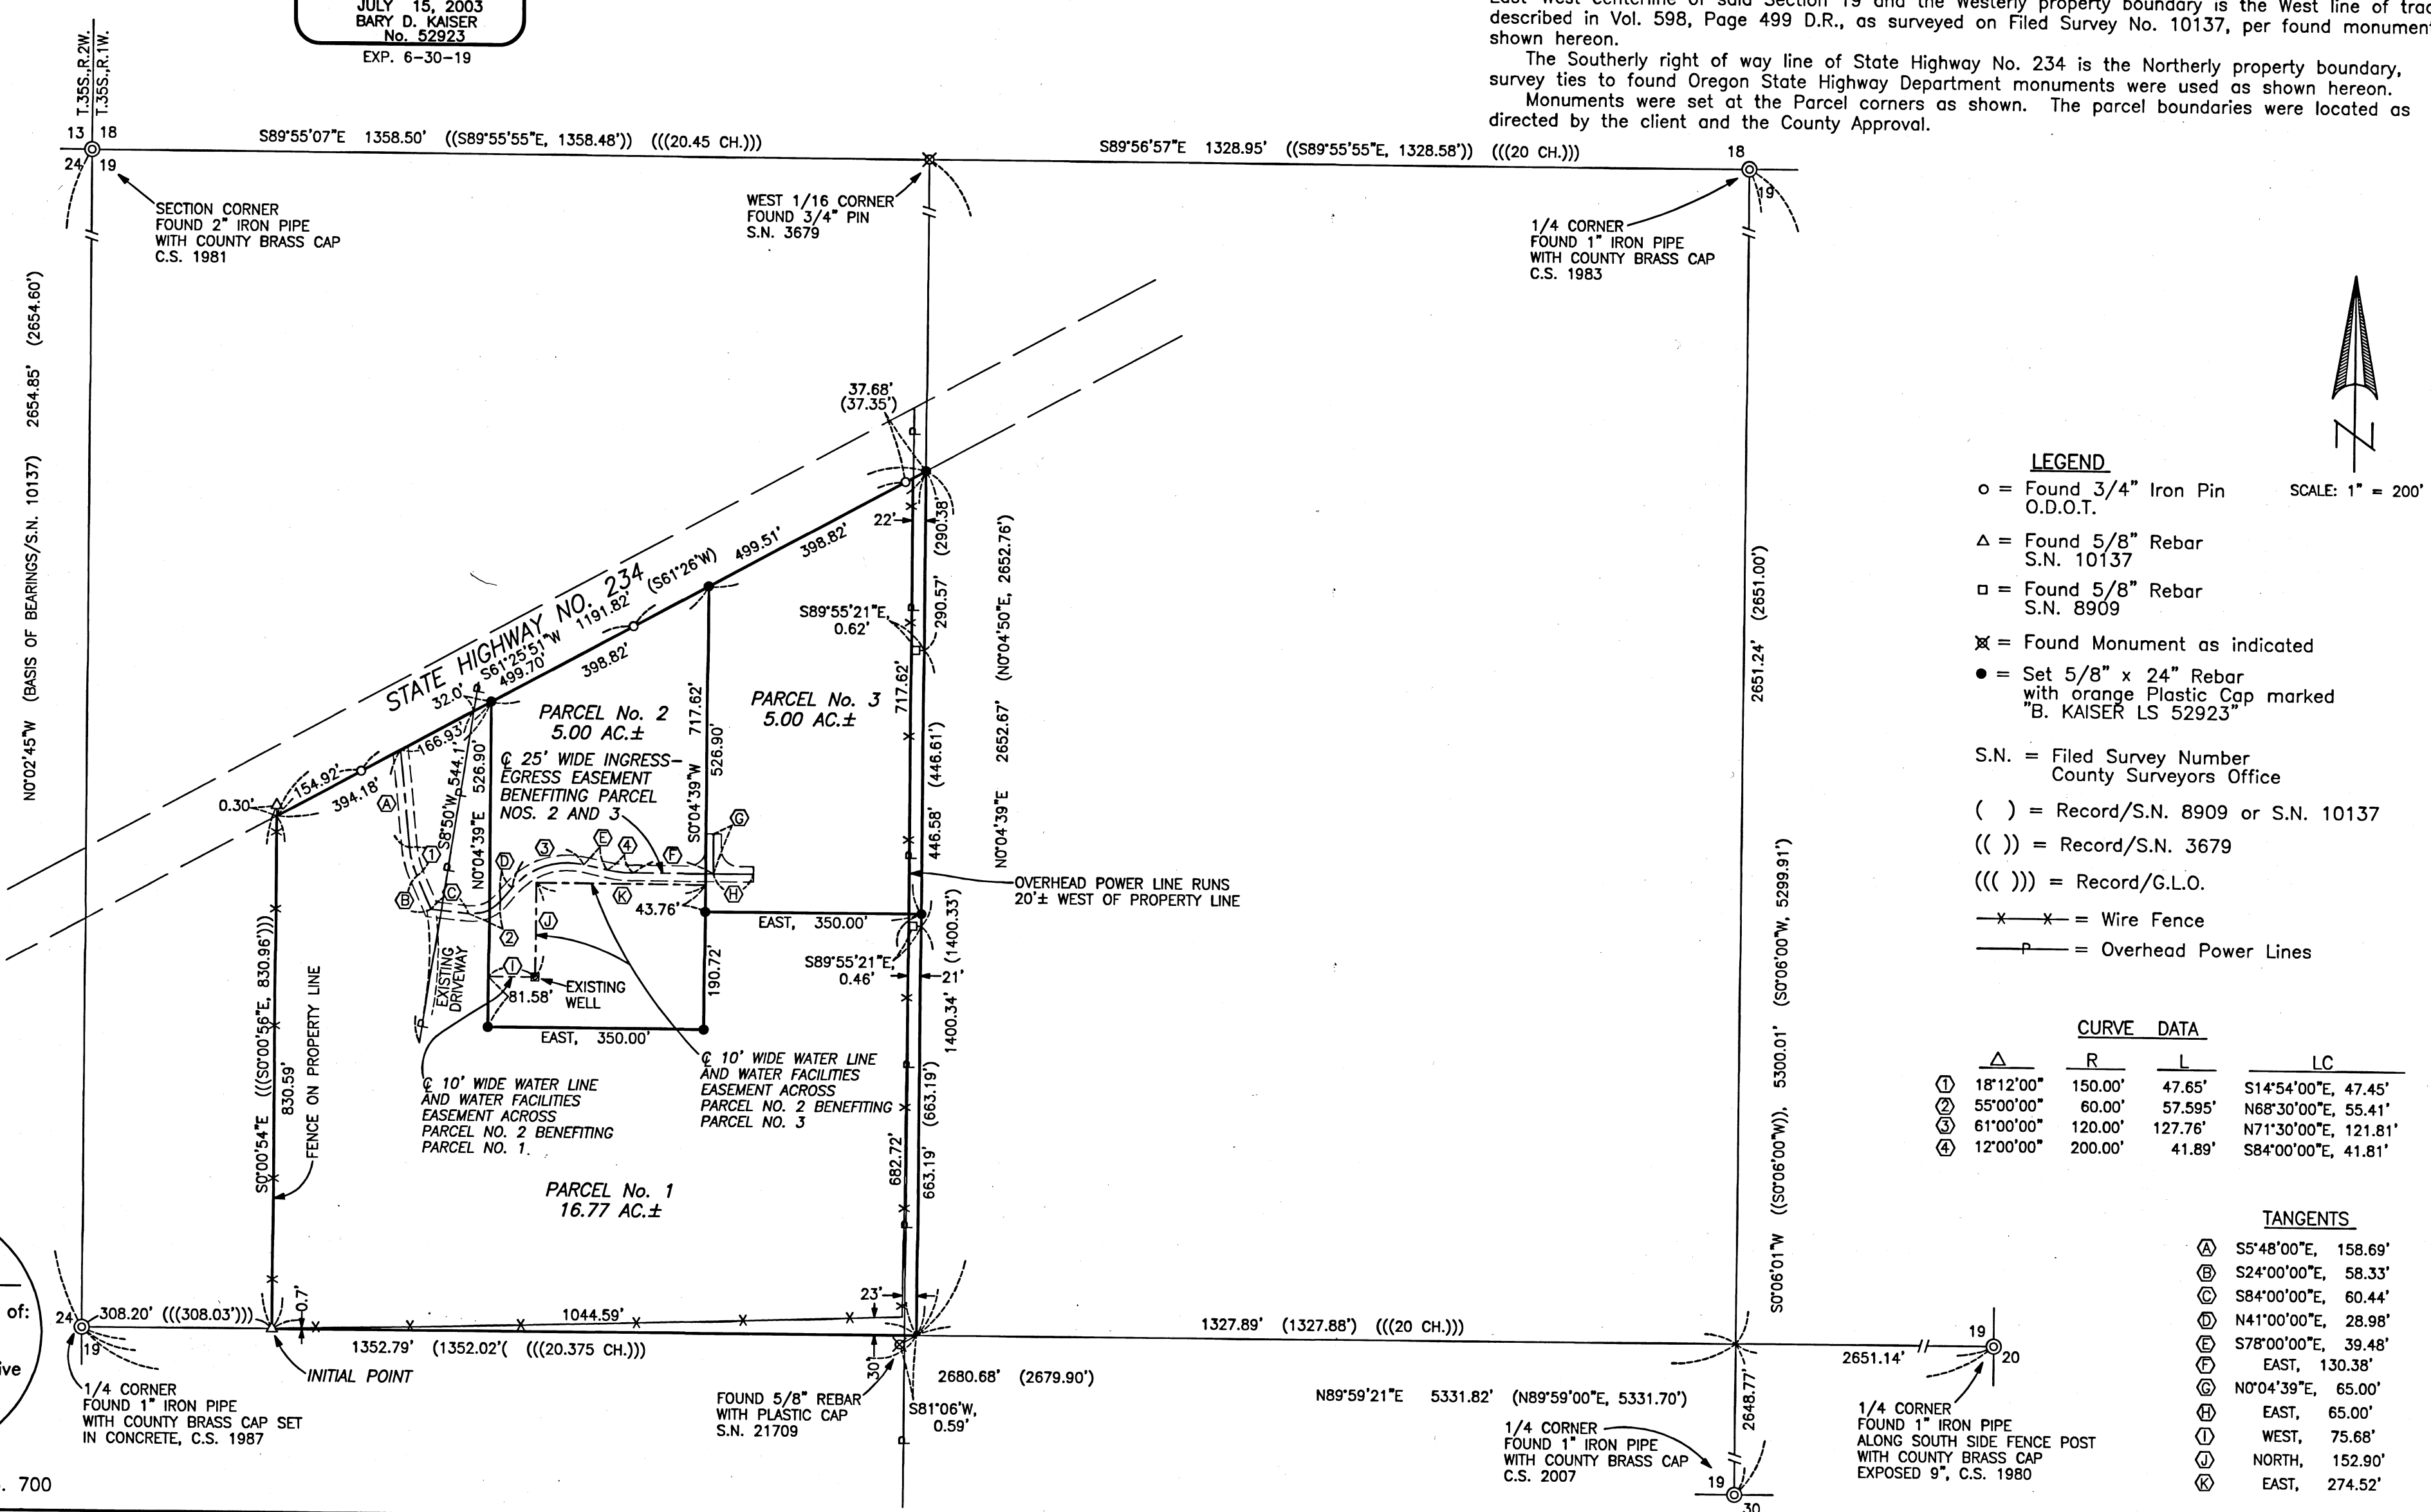 JULY 15, 2003
BARY D. KAISER
No. 52923
EXP. 6-30-19
described in Vol. 598, Page 499 D.R., as surveyed on Filed Survey No. 10137, per found monument
shown hereon.
The Southerly right of way line of State Highway No. 234 is the Northerly property boundary,
survey ties to found Oregon State Highway Department monuments were used as shown hereon.
Monuments were set at the Parcel corners as shown. The parcel boundaries were located as
directed by the client and the County Approval.
T.35S.,R.2W.
T.35S.,R.1W.
13 18
24 19
S89°55'07"E 1358.50' ((S89°55'55"E, 1358.48')) (((20.45 CH.)))
S89°56'57"E 1328.95' ((S89°55'55"E, 1328.58')) (((20 CH.)))
18
19
SECTION CORNER
FOUND 2" IRON PIPE
WITH COUNTY BRASS CAP
C.S. 1981
WEST 1/16 CORNER
FOUND 3/4" PIN
S.N. 3679
1/4 CORNER
FOUND 1" IRON PIPE
WITH COUNTY BRASS CAP
C.S. 1983
N0°02'45"W (BASIS OF BEARINGS/S.N. 10137) 2654.85' (2654.60')
37.68'
(37.35')
22'
(290.38')
290.57'
STATE HIGHWAY NO. 234
S61°25'51"W 1191.82' (S61°26'W)
499.51'
398.82'
499.70'
398.82'
32.0'
166.93'
154.92'
394.18'
0.30'
S89°55'21"E,
0.62'
717.62'
N0°04'39"E 2652.67' (N0°04'50"E, 2652.76')
2651.24' (2651.00')
PARCEL No. 2
5.00 AC.±
PARCEL No. 3
5.00 AC.±
℄ 25' WIDE INGRESS-
EGRESS EASEMENT
BENEFITING PARCEL
NOS. 2 AND 3
S8°50'W 544.1'
N0°04'39"E 526.90'
S0°04'39"W 717.62'
526.90'
446.58' (446.61')
A
1
B
C
D
2
3
E
4
F
G
H
K
J
I
43.76'
EAST, 350.00'
190.72'
OVERHEAD POWER LINE RUNS
20'± WEST OF PROPERTY LINE
S89°55'21"E,
0.46'
21'
1400.34' (1400.33')
EXISTING
DRIVEWAY
81.58'
EXISTING
WELL
EAST, 350.00'
℄ 10' WIDE WATER LINE
AND WATER FACILITIES
EASEMENT ACROSS
PARCEL NO. 2 BENEFITING
PARCEL NO. 1.
℄ 10' WIDE WATER LINE
AND WATER FACILITIES
EASEMENT ACROSS
PARCEL NO. 2 BENEFITING
PARCEL NO. 3
S0°00'54"E (((S0°00'56"E, 830.96')))
830.59'
FENCE ON PROPERTY LINE
682.72'
663.19' (663.19')
S0°06'01"W ((S0°06'00"W)), 5300.01' (S0°06'00"W, 5299.91')
PARCEL No. 1
16.77 AC.±
of:
ive
. 700
24
19
308.20' (((308.03')))
0.7'
1044.59'
23'
30'
1352.79' (1352.02'( (((20.375 CH.)))
INITIAL POINT
1/4 CORNER
FOUND 1" IRON PIPE
WITH COUNTY BRASS CAP SET
IN CONCRETE, C.S. 1987
FOUND 5/8" REBAR
WITH PLASTIC CAP
S.N. 21709
S81°06'W,
0.59'
2680.68' (2679.90')
1327.89' (1327.88') (((20 CH.)))
N89°59'21"E 5331.82' (N89°59'00"E, 5331.70')
2651.14'
19
20
2648.77'
1/4 CORNER
FOUND 1" IRON PIPE
WITH COUNTY BRASS CAP
C.S. 2007
19
30
1/4 CORNER
FOUND 1" IRON PIPE
ALONG SOUTH SIDE FENCE POST
WITH COUNTY BRASS CAP
EXPOSED 9", C.S. 1980
N
SCALE: 1" = 200'
LEGEND
○ = Found 3/4" Iron Pin
O.D.O.T.
△ = Found 5/8" Rebar
S.N. 10137
□ = Found 5/8" Rebar
S.N. 8909
= Found Monument as indicated
● = Set 5/8" x 24" Rebar
with orange Plastic Cap marked
"B. KAISER LS 52923"
S.N. = Filed Survey Number
County Surveyors Office
( ) = Record/S.N. 8909 or S.N. 10137
(( )) = Record/S.N. 3679
((( ))) = Record/G.L.O.
X X = Wire Fence
P = Overhead Power Lines
CURVE DATA
△ R L LC
1 18°12'00" 150.00' 47.65' S14°54'00"E, 47.45'
2 55°00'00" 60.00' 57.595' N68°30'00"E, 55.41'
3 61°00'00" 120.00' 127.76' N71°30'00"E, 121.81'
4 12°00'00" 200.00' 41.89' S84°00'00"E, 41.81'
TANGENTS
A S5°48'00"E, 158.69'
B S24°00'00"E, 58.33'
C S84°00'00"E, 60.44'
D N41°00'00"E, 28.98'
E S78°00'00"E, 39.48'
F EAST, 130.38'
G N0°04'39"E, 65.00'
H EAST, 65.00'
I WEST, 75.68'
J NORTH, 152.90'
K EAST, 274.52'